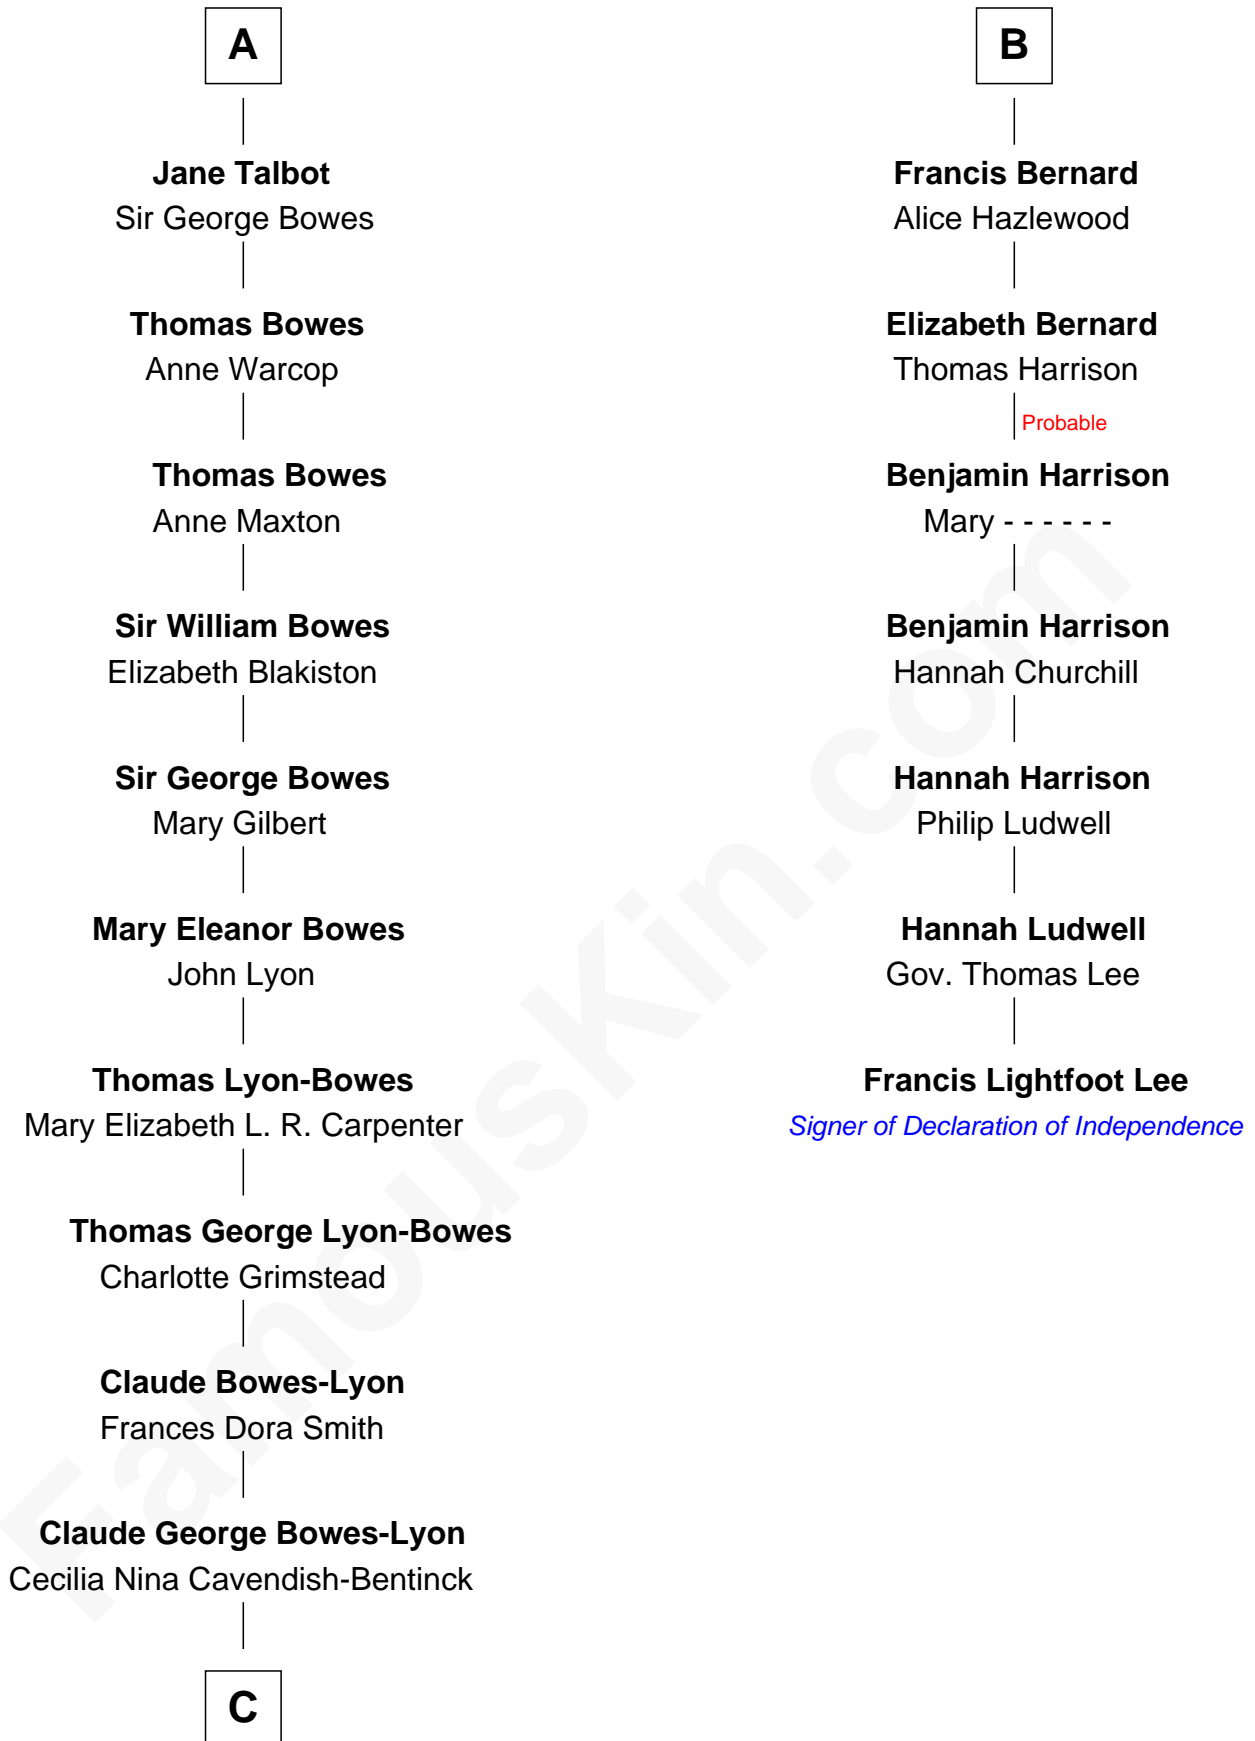 A
Jane Talbot
Sir George Bowes
Thomas Bowes
Anne Warcop
Thomas Bowes
Anne Maxton
Sir William Bowes
Elizabeth Blakiston
Sir George Bowes
Mary Gilbert
Mary Eleanor Bowes
John Lyon
Thomas Lyon-Bowes
Mary Elizabeth L. R. Carpenter
Thomas George Lyon-Bowes
Charlotte Grimstead
Claude Bowes-Lyon
Frances Dora Smith
Claude George Bowes-Lyon
Cecilia Nina Cavendish-Bentinck
C
B
Francis Bernard
Alice Hazlewood
Elizabeth Bernard
Thomas Harrison
Probable
Benjamin Harrison
Mary - - - - - -
Benjamin Harrison
Hannah Churchill
Hannah Harrison
Philip Ludwell
Hannah Ludwell
Gov. Thomas Lee
Francis Lightfoot Lee
Signer of Declaration of Independence
FamousKin.com